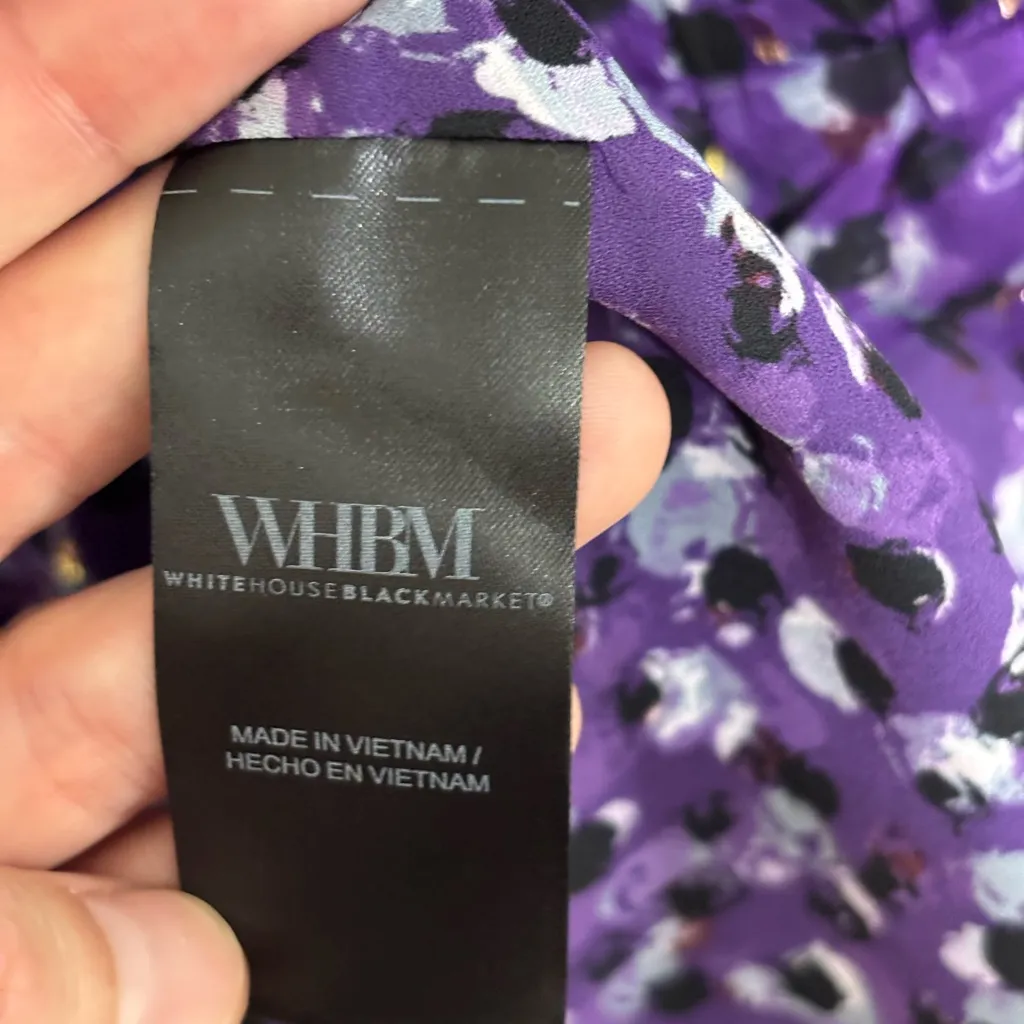 WHBM
WHITEHOUSEBLACKMARKET®
MADE IN VIETNAM /
HECHO EN VIETNAM